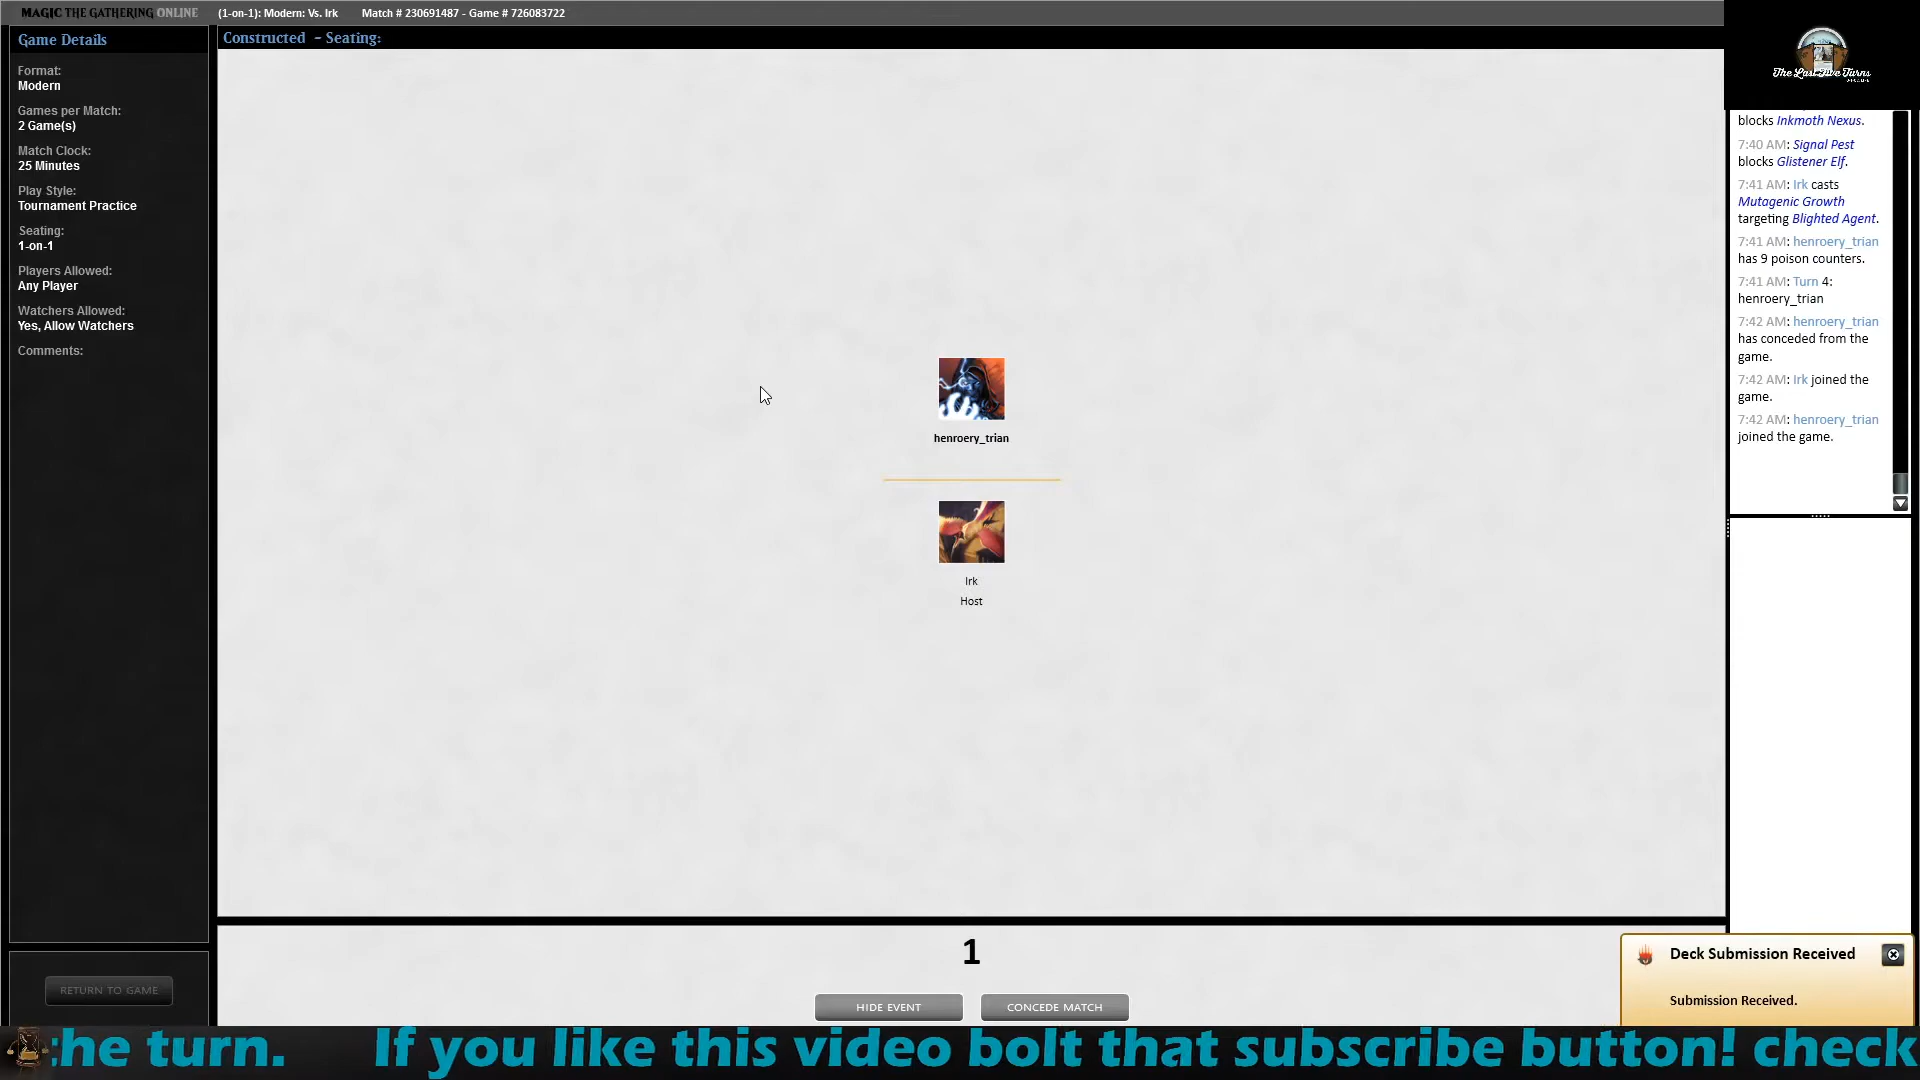 MAGIC THE GATHERING ONLINE
(1-on-1): Modern: Vs. Irk
Match # 230691487 - Game # 726083722
Game Details
Format:
Modern
Games per Match:
2 Game(s)
Match Clock:
25 Minutes
Play Style:
Tournament Practice
Seating:
1-on-1
Players Allowed:
Any Player
Watchers Allowed:
Yes, Allow Watchers
Comments:
RETURN TO GAME
Constructed - Seating:
henroery_trian
Irk
Host
1
HIDE EVENT
CONCEDE MATCH
The Last Five Turns
blocks Inkmoth Nexus.
7:40 AM: Signal Pest
blocks Glistener Elf.
7:41 AM: Irk casts
Mutagenic Growth
targeting Blighted Agent.
7:41 AM: henroery_trian
has 9 poison counters.
7:41 AM: Turn 4:
henroery_trian
7:42 AM: henroery_trian
has conceded from the
game.
7:42 AM: Irk joined the
game.
7:42 AM: henroery_trian
joined the game.
Deck Submission Received
Submission Received.
the turn. If you like this video bolt that subscribe button! check